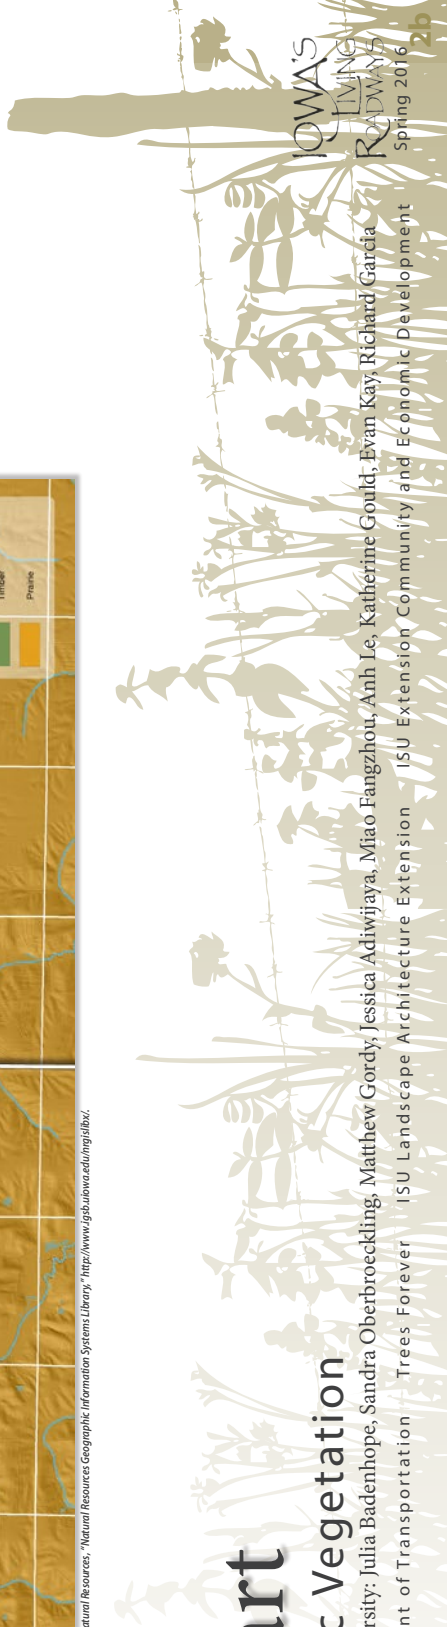 Timber
Prairie
atural Resources, "Natural Resources Geographic Information Systems Library," http://www.igsb.uiowa.edu/nrgislibx/.
art
c Vegetation
rsity: Julia Badenhope, Sandra Oberbroeckling, Matthew Gordy, Jessica Adiwijaya, Miao Fangzhou, Anh Le, Katherine Gould, Evan Kay, Richard Garcia
nt of Transportation Trees Forever ISU Landscape Architecture Extension ISU Extension Community and Economic Development
IOWA'S
LIVING
ROADWAYS
Spring 2016
2b